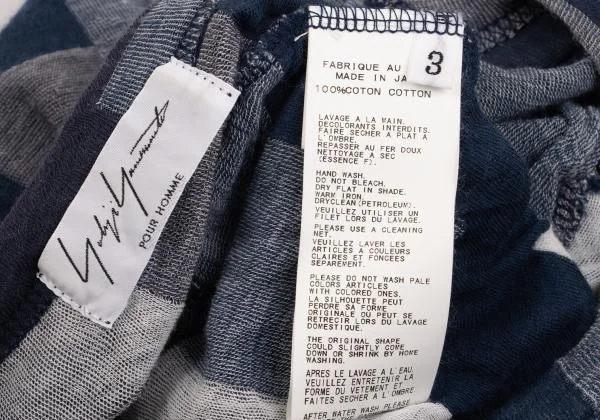 Yohji Yamamoto
POUR HOMME
3
FABRIQUE AU
MADE IN JA
100%COTON COTTON
LAVAGE A LA MAIN.
DECOLORANTS INTERDITS.
FAIRE SECHER A PLAT A
L'OMBRE.
REPASSER AU FER DOUX
NETTOYAGE A SEC
(ESSENCE F).
HAND WASH.
DO NOT BLEACH.
DRY FLAT IN SHADE.
WARM IRON.
DRYCLEAN(PETROLEUM).
VEUILLEZ UTILISER UN
FILET LORS DU LAVAGE.
PLEASE USE A CLEANING
NET.
VEUILLEZ LAVER LES
ARTICLES A COULEURS
CLAIRES ET FONCEES
SEPAREMENT.
PLEASE DO NOT WASH PALE
COLORS ARTICLES
WITH COLORED ONES.
LA SILHOUETTE PEUT
PERDRE SA FORME
ORIGINALE OU PEUT SE
RETRECIR LORS DU LAVAGE
DOMESTIQUE.
THE ORIGINAL SHAPE
COULD SLIGHTLY COME
DOWN OR SHRINK BY HOME
WASHING.
APRES LE LAVAGE A L'EAU,
VEUILLEZ ENTRETENIR LA
FORME DU VETEMENT ET
FAITES SECHER A L'OMBRE
AFTER WATER WASH PLEASE